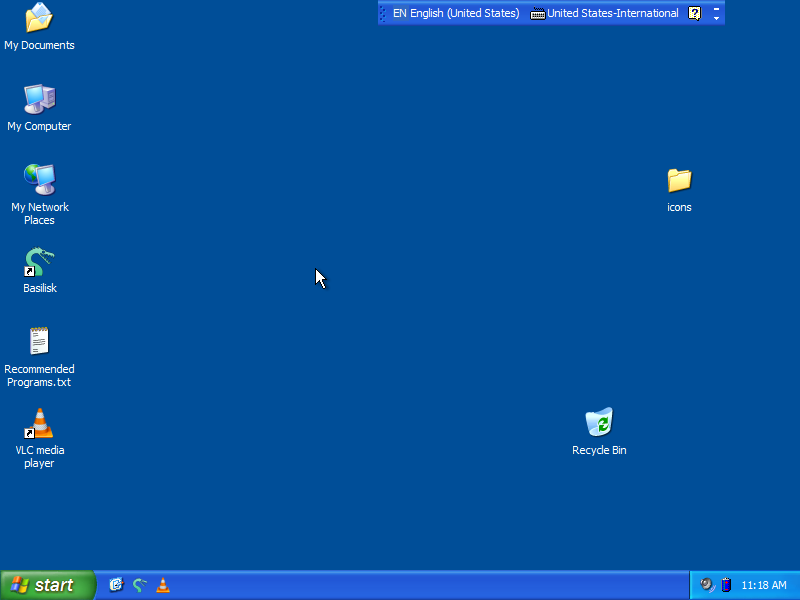 EN English (United States) United States-International ?
My Documents
My Computer
My Network
Places
icons
Basilisk
Recommended
Programs.txt
VLC media
player
Recycle Bin
start
11:18 AM